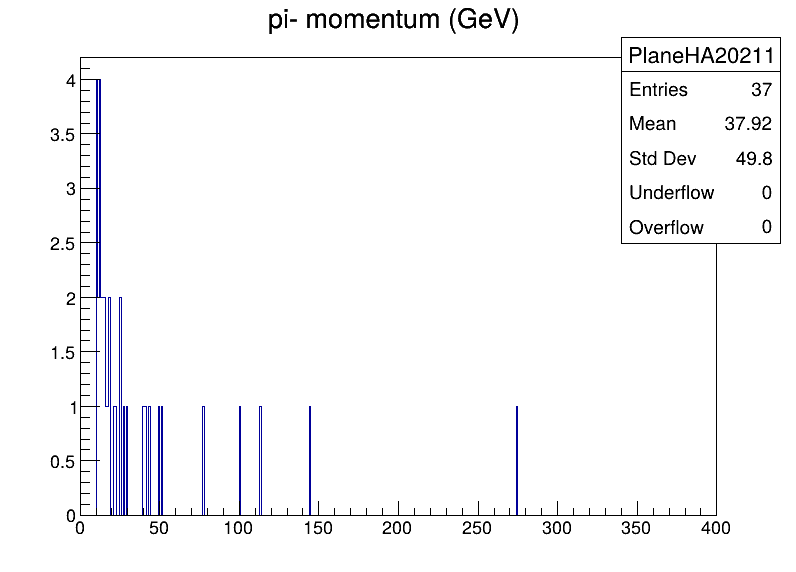 pi- momentum (GeV)
PlaneHA20211
Entries 37
Mean 37.92
Std Dev 49.8
Underflow 0
Overflow 0
4
3.5
3
2.5
2
1.5
1
0.5
0
0 50 100 150 200 250 300 350 400